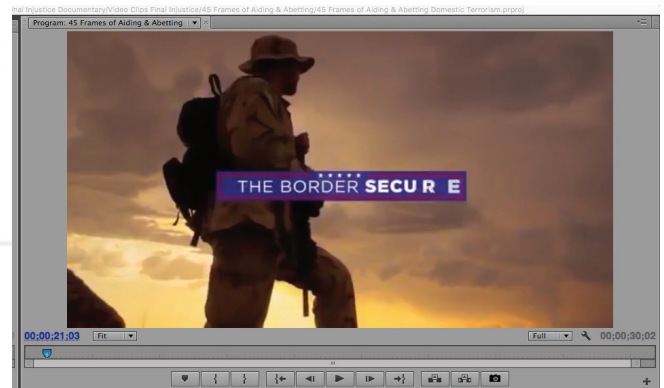 nal Injustice Documentary/Video Clips Final Injustice/45 Frames of Aiding & Abetting/45 Frames of Aiding & Abetting Domestic Terrorism.prproj
Program: 45 Frames of Aiding & Abetting
THE BORDER SECU R E
00;00;21;03
Fit
Full
00;00;30;02